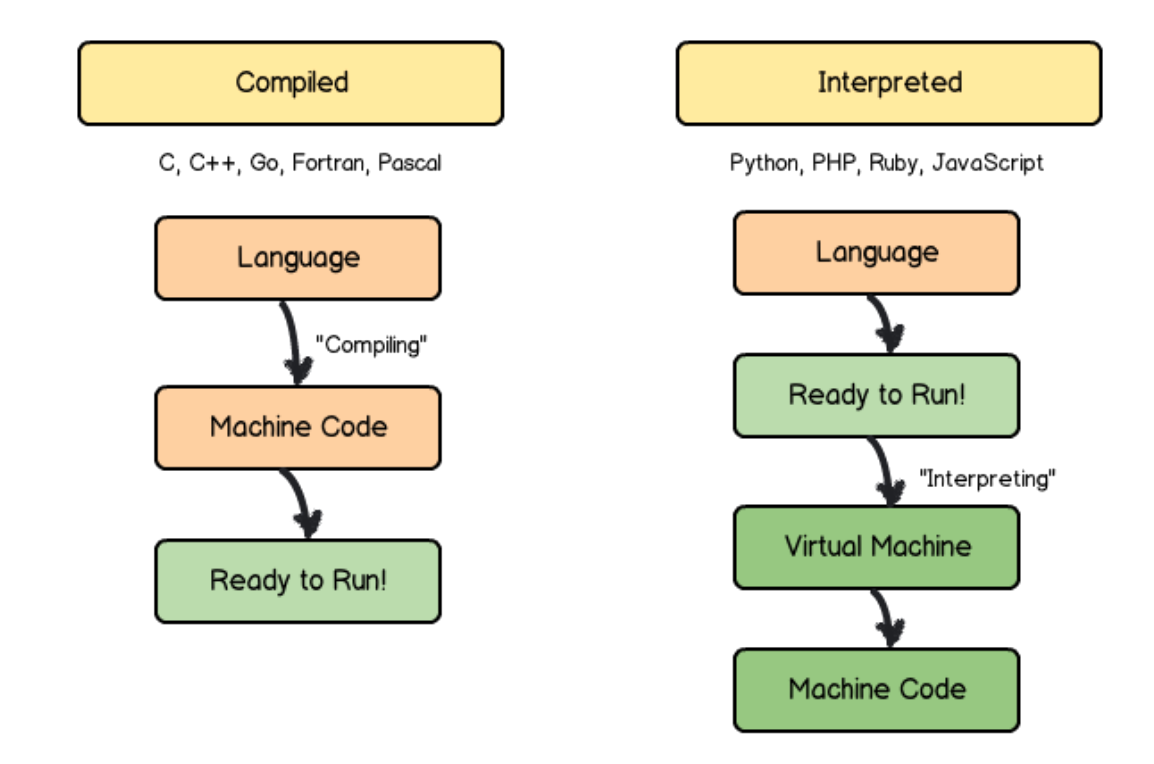 Compiled
C, C++, Go, Fortran, Pascal
Language
"Compiling"
Machine Code
Ready to Run!
Interpreted
Python, PHP, Ruby, JavaScript
Language
Ready to Run!
"Interpreting"
Virtual Machine
Machine Code